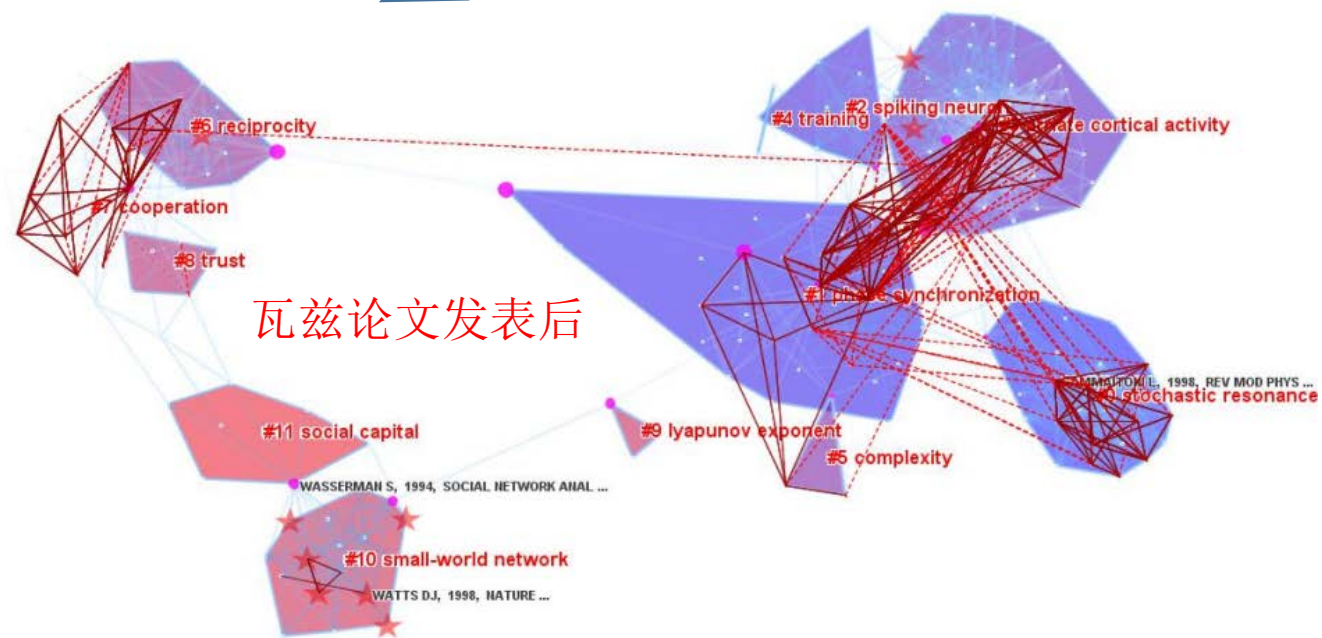 #6 reciprocity
#7 cooperation
#8 trust
#4 training
#2 spiking neuro
cortical activity
瓦兹论文发表后
#1 phase synchronization
L, 1998, REV MOD PHYS ...
stochastic resonance
#11 social capital
#9 lyapunov exponent
#5 complexity
WASSERMAN S, 1994, SOCIAL NETWORK ANAL ...
#10 small-world network
WATTS DJ, 1998, NATURE ...